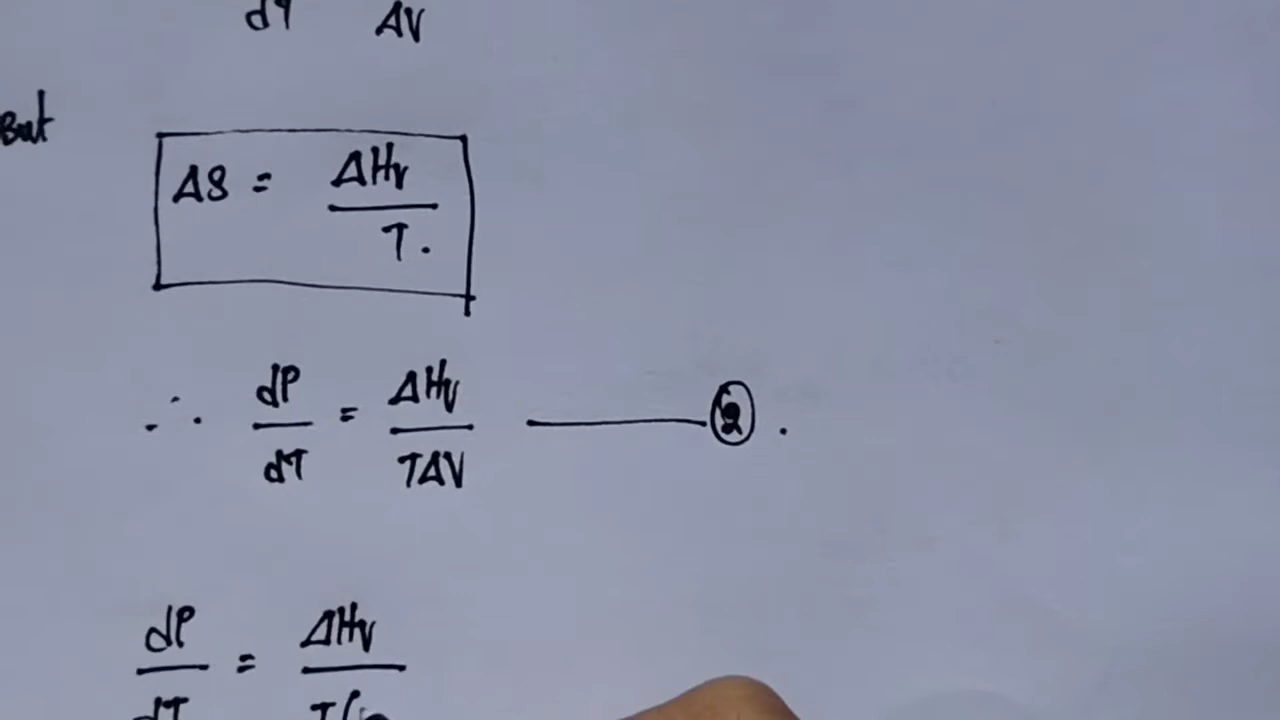 dT ΔV
But
ΔS = ΔHv
T.
∴ dP = ΔHv —— ②.
dT TΔV
dP = ΔHv
dT T(